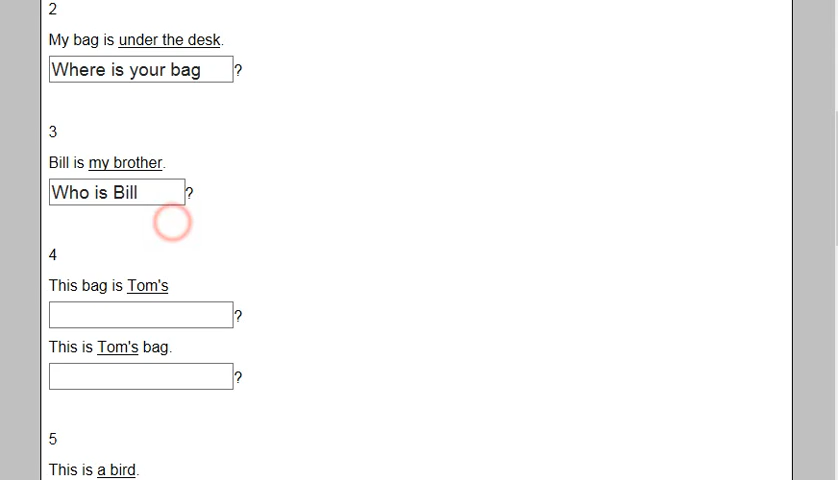 2
My bag is under the desk.
Where is your bag ?
3
Bill is my brother.
Who is Bill ?
4
This bag is Tom's
?
This is Tom's bag.
?
5
This is a bird.